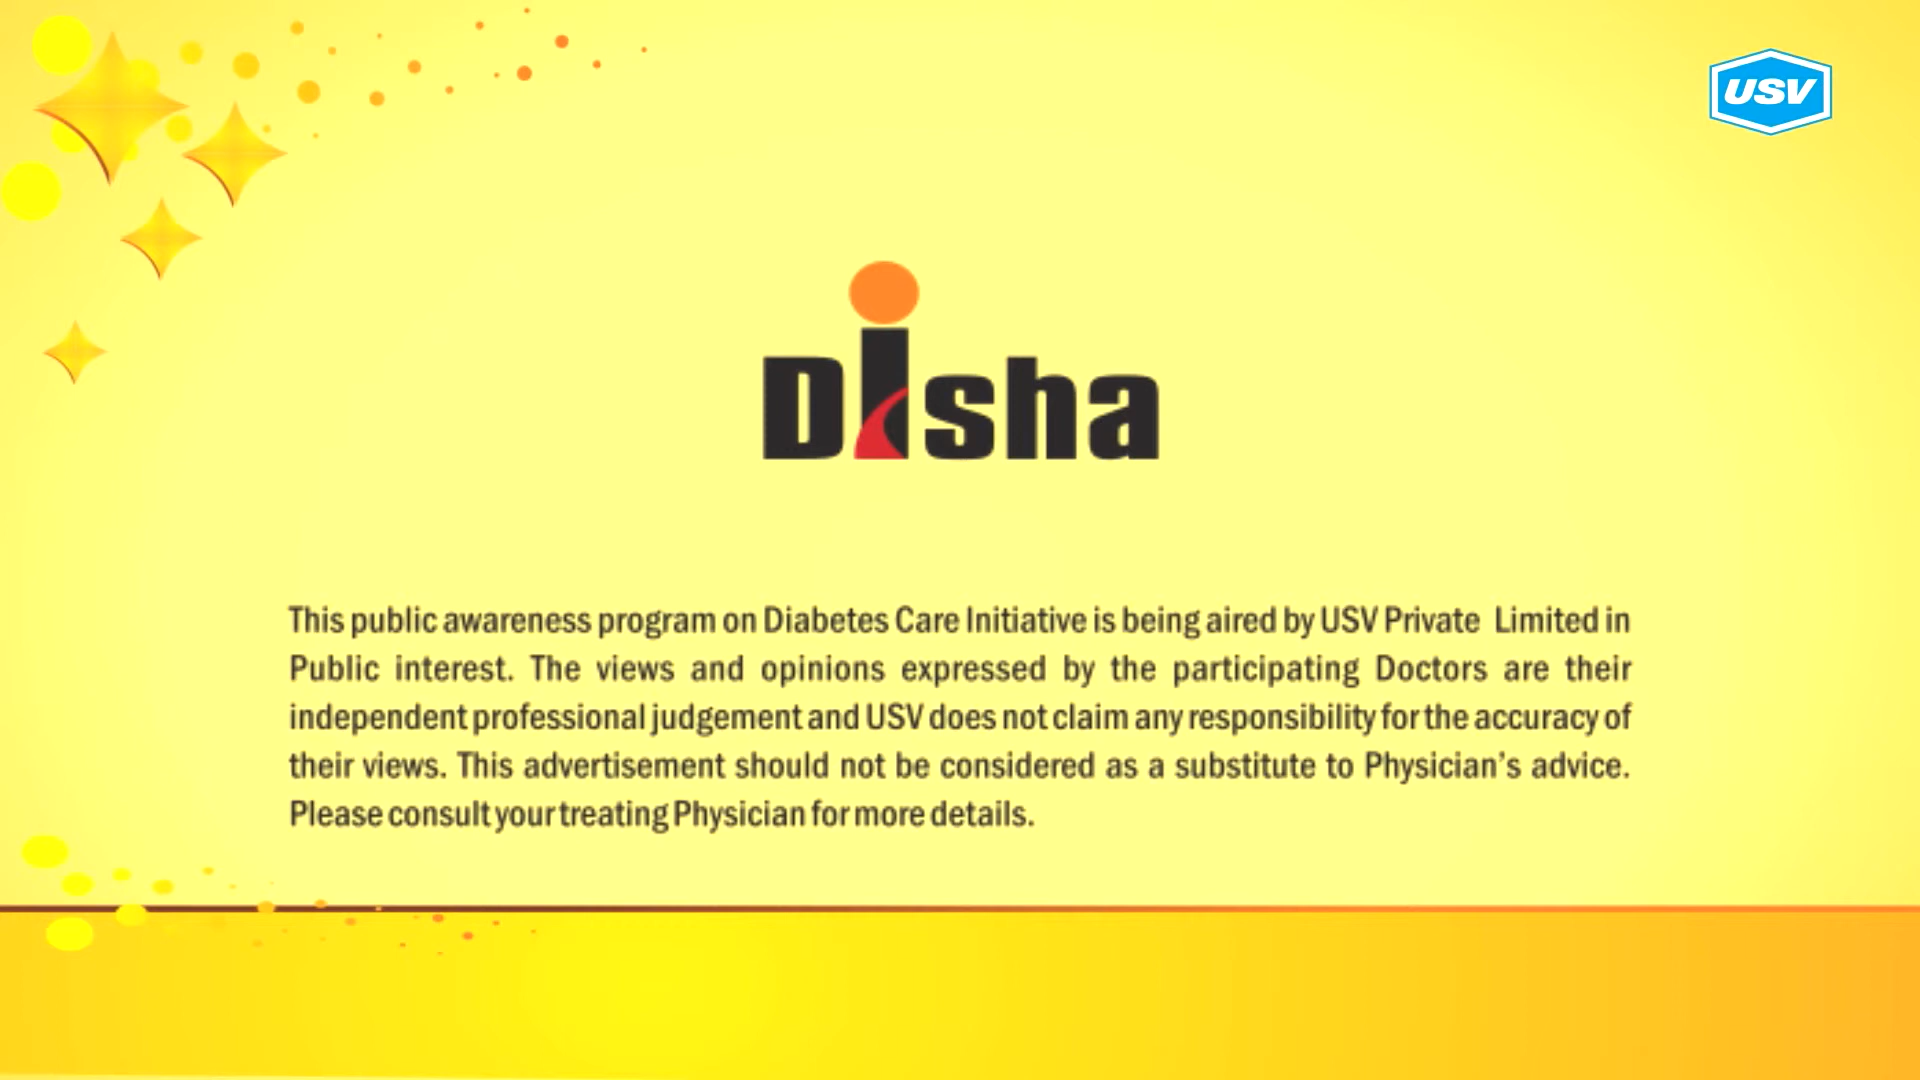 USV
Disha
This public awareness program on Diabetes Care Initiative is being aired by USV Private Limited in
Public interest. The views and opinions expressed by the participating Doctors are their
independent professional judgement and USV does not claim any responsibility for the accuracy of
their views. This advertisement should not be considered as a substitute to Physician’s advice.
Please consult your treating Physician for more details.